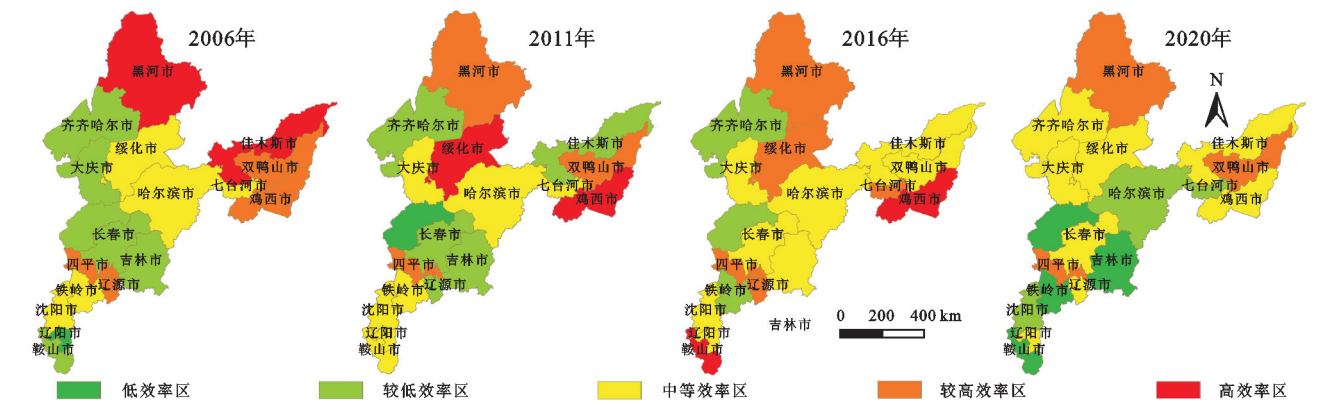 2006年
黑河市
齐齐哈尔市
绥化市
佳木斯市
大庆市
双鸭山市
七台河市
哈尔滨市
鸡西市
长春市
吉林市
四平市
辽源市
铁岭市
沈阳市
辽阳市
鞍山市
2011年
黑河市
齐齐哈尔市
绥化市
佳木斯市
大庆市
双鸭山市
七台河市
哈尔滨市
鸡西市
长春市
吉林市
四平市
辽源市
铁岭市
沈阳市
辽阳市
鞍山市
2016年
黑河市
齐齐哈尔市
绥化市
佳木斯市
大庆市
双鸭山市
七台河市
哈尔滨市
鸡西市
长春市
四平市
辽源市
铁岭市
沈阳市
辽阳市
鞍山市
吉林市
0 200 400 km
2020年
N
黑河市
齐齐哈尔市
绥化市
佳木斯市
大庆市
双鸭山市
七台河市
哈尔滨市
鸡西市
长春市
吉林市
四平市
辽源市
铁岭市
沈阳市
辽阳市
鞍山市
低效率区
较低效率区
中等效率区
较高效率区
高效率区